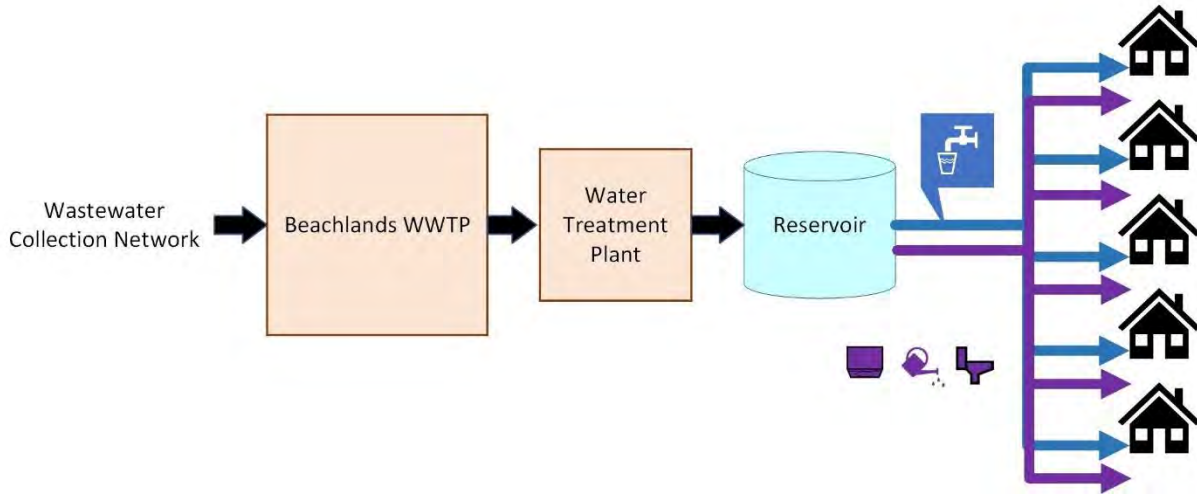 Wastewater
Collection Network
Beachlands WWTP
Water
Treatment
Plant
Reservoir